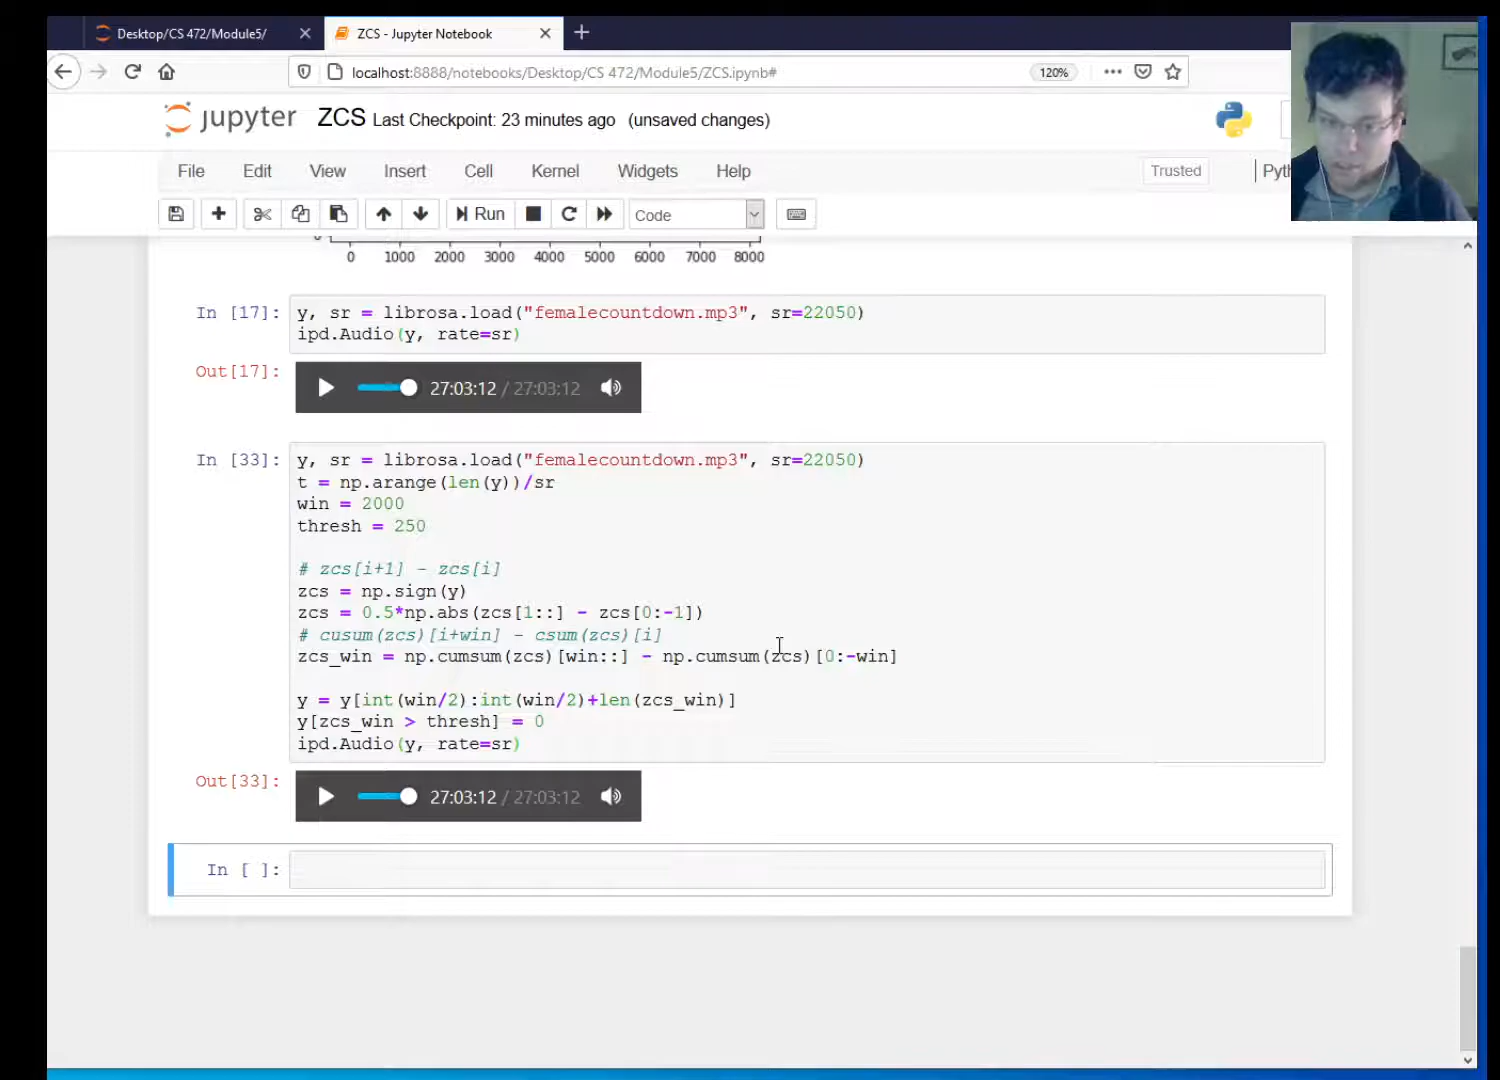 Desktop/CS 472/Module5/
ZCS - Jupyter Notebook
localhost:8888/notebooks/Desktop/CS 472/Module5/ZCS.ipynb#
120%
jupyter ZCS Last Checkpoint: 23 minutes ago (unsaved changes)
File Edit View Insert Cell Kernel Widgets Help
Trusted
Pyth
Run
Code
0 1000 2000 3000 4000 5000 6000 7000 8000
In [17]: y, sr = librosa.load("femalecountdown.mp3", sr=22050)
ipd.Audio(y, rate=sr)
Out[17]:
27:03:12 / 27:03:12
In [33]: y, sr = librosa.load("femalecountdown.mp3", sr=22050)
t = np.arange(len(y))/sr
win = 2000
thresh = 250
# zcs[i+1] - zcs[i]
zcs = np.sign(y)
zcs = 0.5*np.abs(zcs[1::] - zcs[0:-1])
# cusum(zcs)[i+win] - csum(zcs)[i]
zcs_win = np.cumsum(zcs)[win::] - np.cumsum(zcs)[0:-win]
y = y[int(win/2):int(win/2)+len(zcs_win)]
y[zcs_win > thresh] = 0
ipd.Audio(y, rate=sr)
Out[33]:
27:03:12 / 27:03:12
In [ ]: